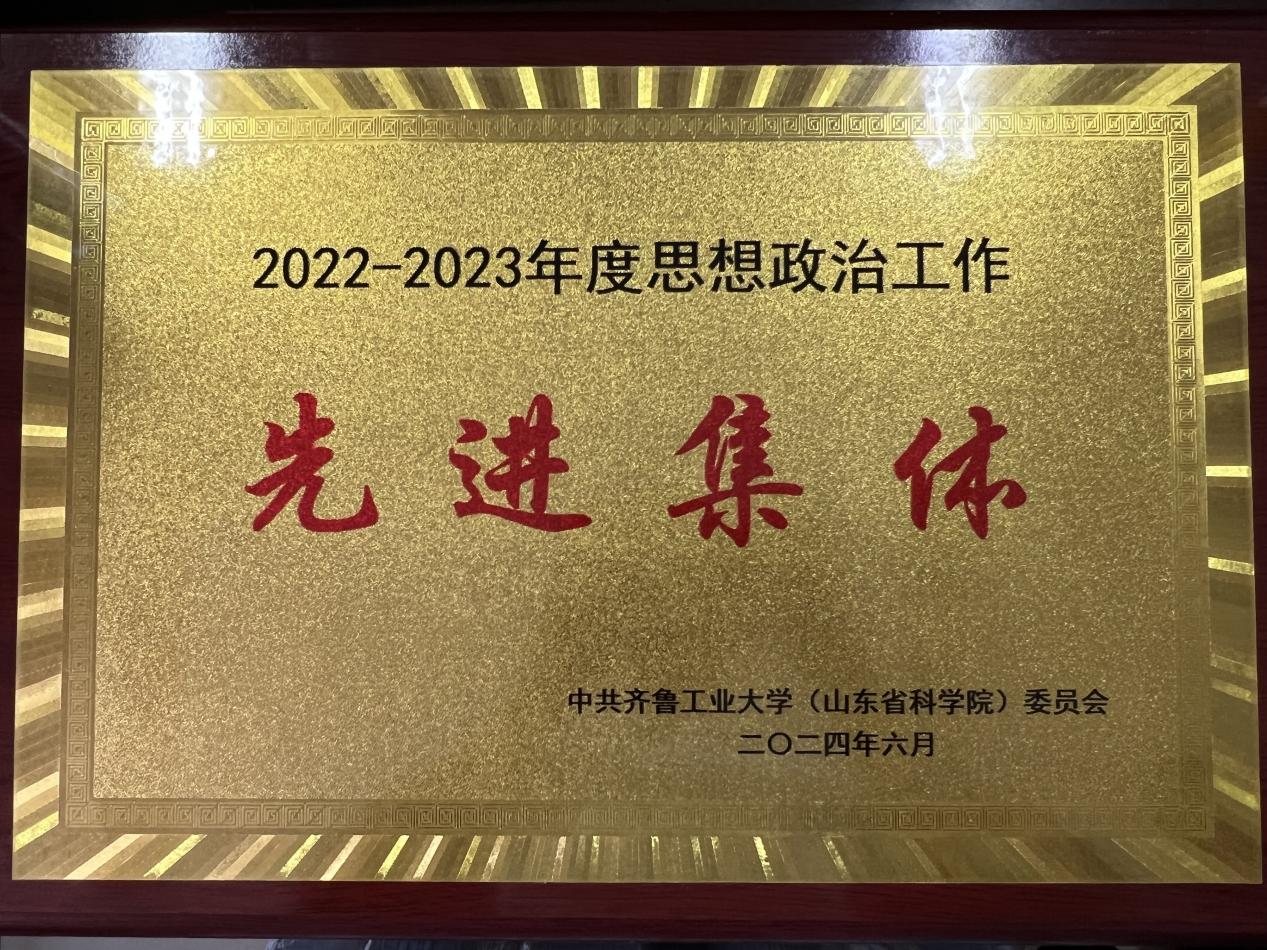 2022-2023年度思想政治工作
先进集体
中共齐鲁工业大学（山东省科学院）委员会
二〇二四年六月